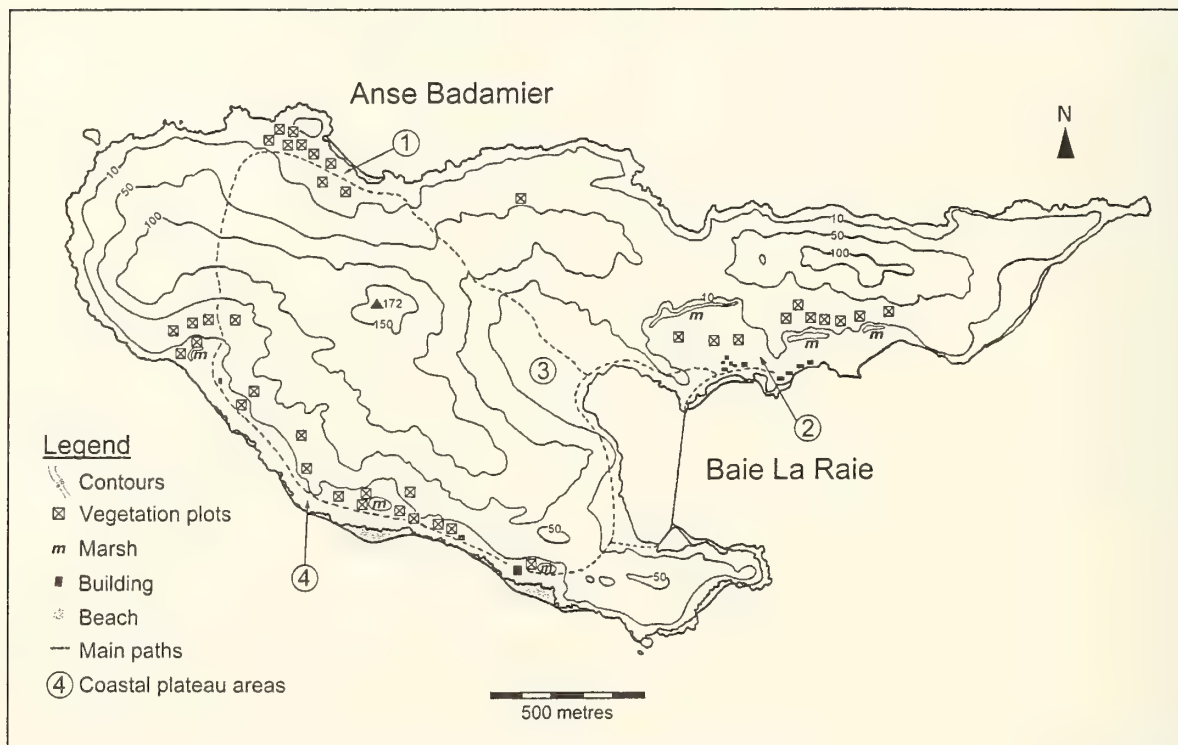 Anse Badamier
N
1
10
50
100
10
50
100
172
150
10
m
m
m
m
3
2
Baie La Raie
Legend
Contours
Vegetation plots
m Marsh
Building
Beach
Main paths
4 Coastal plateau areas
m
4
50
m
50
500 metres